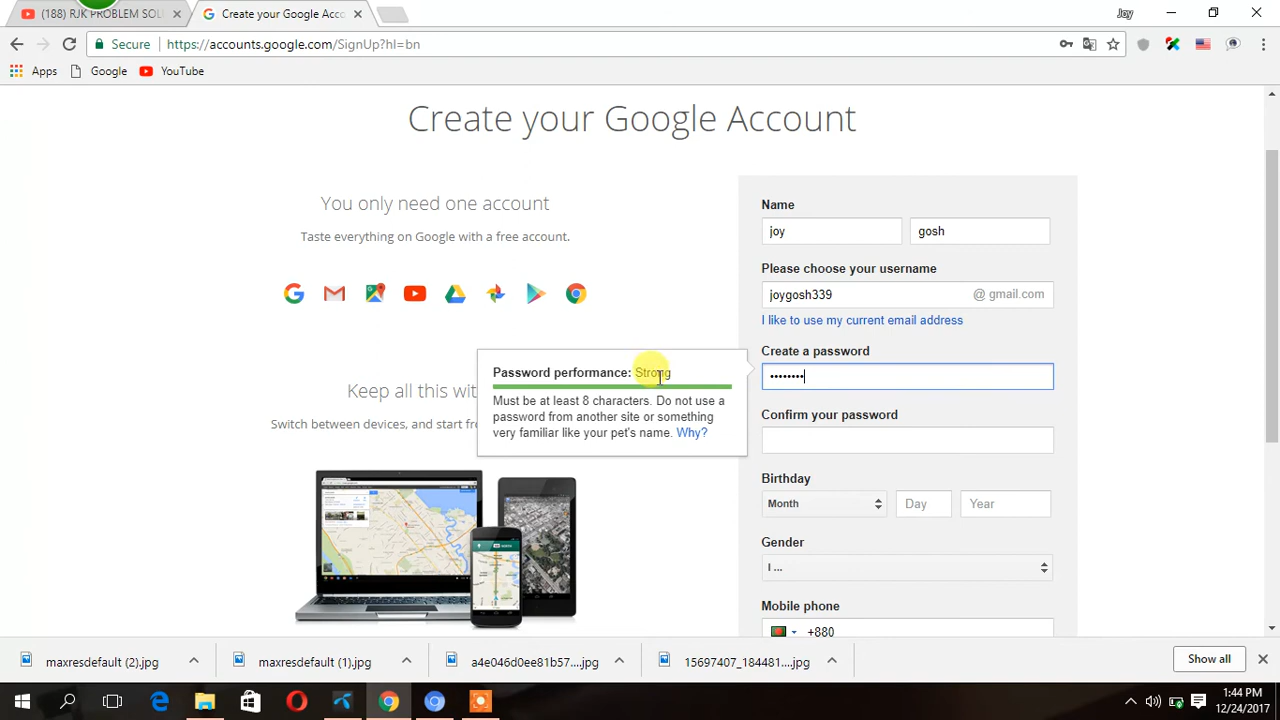 (188) RJK PROBLEM SOL
Create your Google Acco
Joy
Secure
https://accounts.google.com/SignUp?hl=bn
Apps
Google
YouTube
Create your Google Account
You only need one account
Taste everything on Google with a free account.
Keep all this wit
Switch between devices, and start fre
Name
joy
gosh
Please choose your username
joygosh339
@ gmail.com
I like to use my current email address
Create a password
••••••••
Password performance: Strong
Must be at least 8 characters. Do not use a
password from another site or something
very familiar like your pet's name. Why?
Confirm your password
Birthday
Month
Day
Year
Gender
I ...
Mobile phone
+880
maxresdefault (2).jpg
maxresdefault (1).jpg
a4e046d0ee81b57....jpg
15697407_184481....jpg
Show all
1:44 PM
12/24/2017